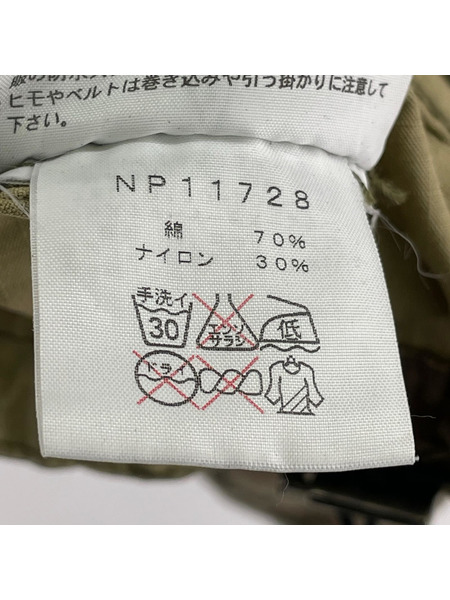 ヒモやベルトは巻き込みや引っ掛かりに注意して
下さい。
NP11728
綿 70%
ナイロン 30%
手洗イ
30
エンソ
サラシ
低
ドライ